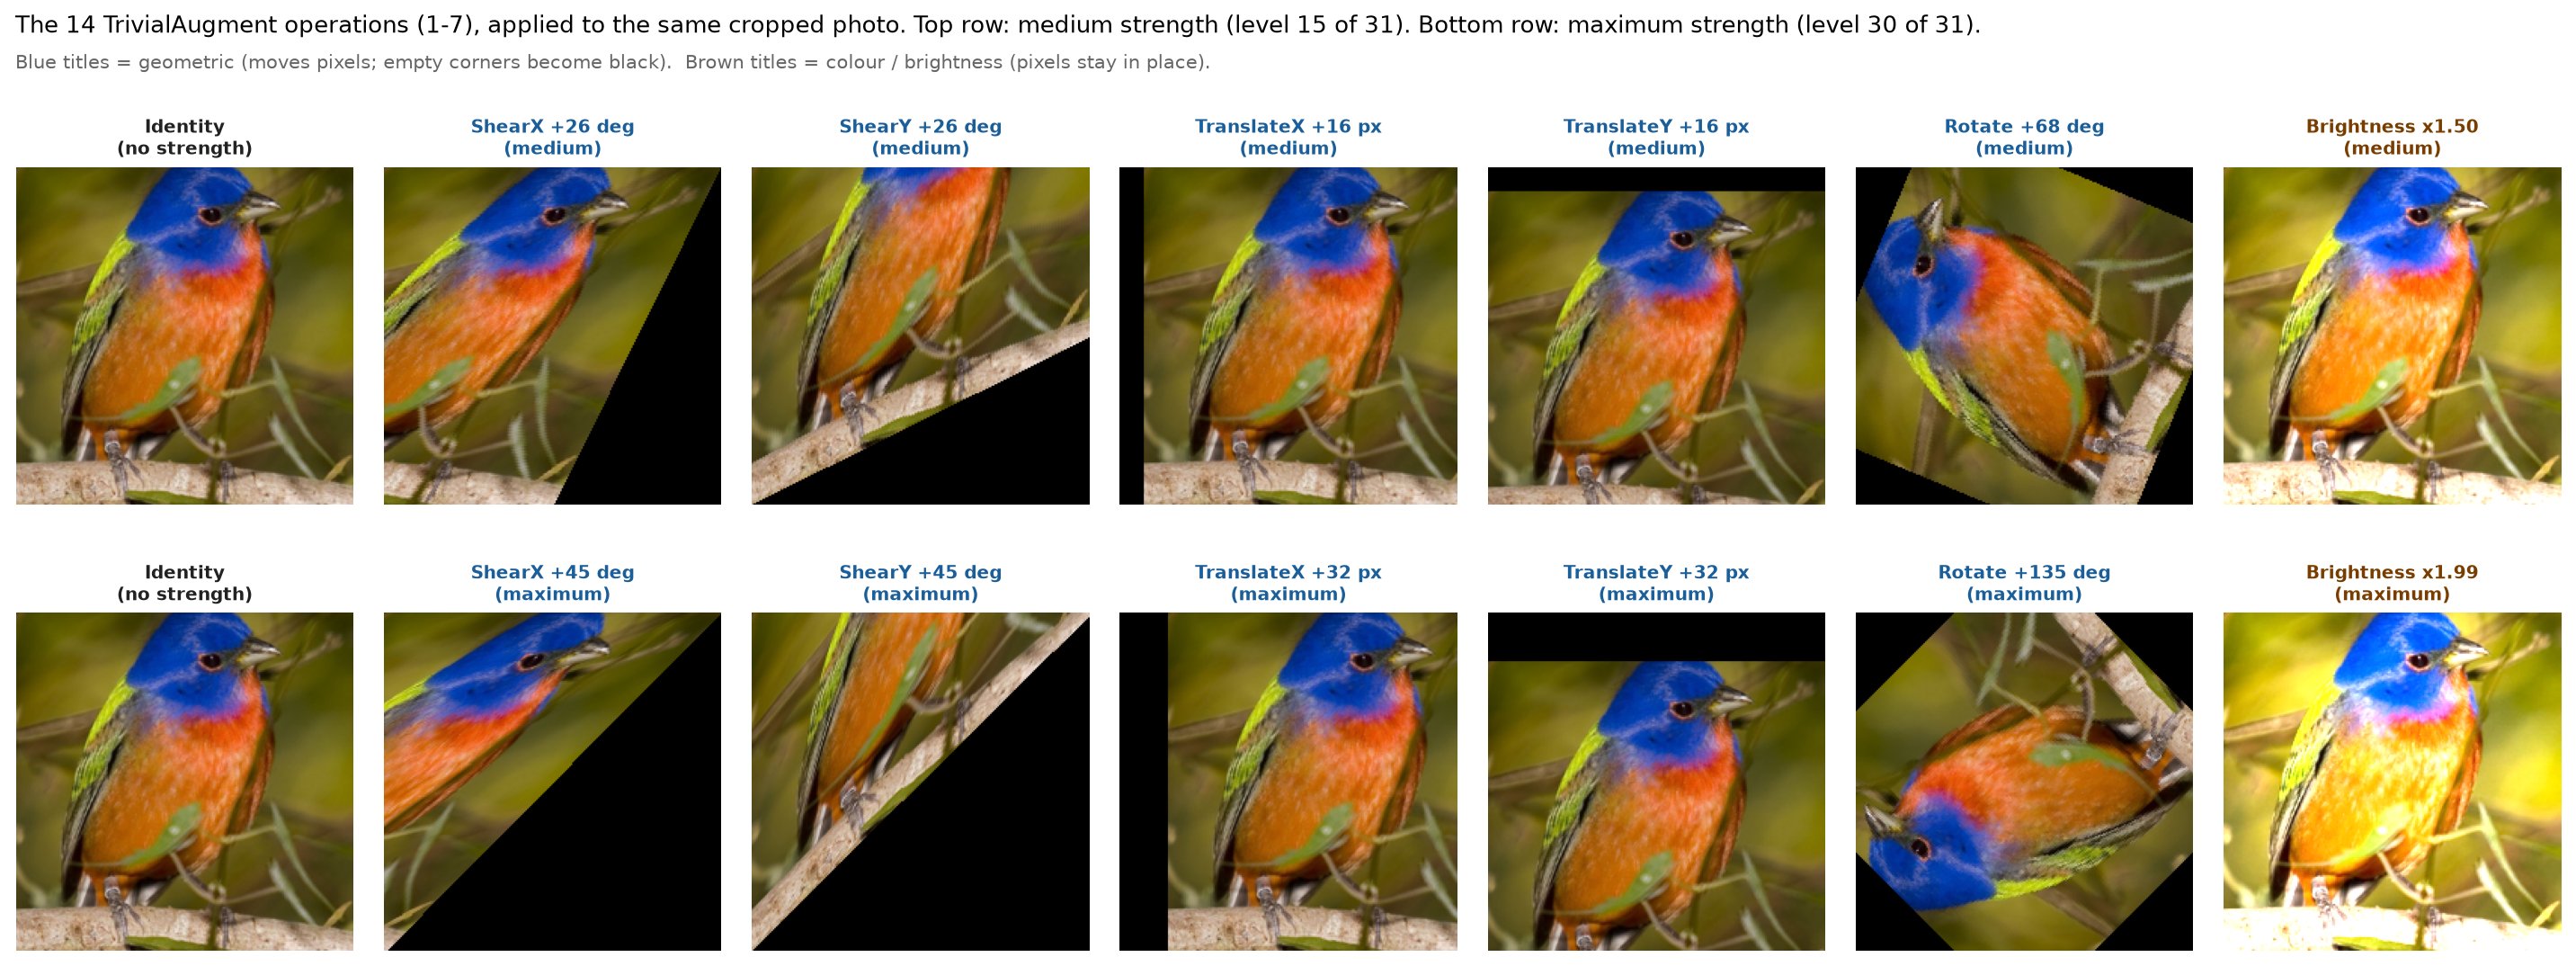 The 14 TrivialAugment operations (1-7), applied to the same cropped photo. Top row: medium strength (level 15 of 31). Bottom row: maximum strength (level 30 of 31).
Blue titles = geometric (moves pixels; empty corners become black).  Brown titles = colour / brightness (pixels stay in place).
Identity
(no strength)
ShearX +26 deg
(medium)
ShearY +26 deg
(medium)
TranslateX +16 px
(medium)
TranslateY +16 px
(medium)
Rotate +68 deg
(medium)
Brightness x1.50
(medium)
Identity
(no strength)
ShearX +45 deg
(maximum)
ShearY +45 deg
(maximum)
TranslateX +32 px
(maximum)
TranslateY +32 px
(maximum)
Rotate +135 deg
(maximum)
Brightness x1.99
(maximum)